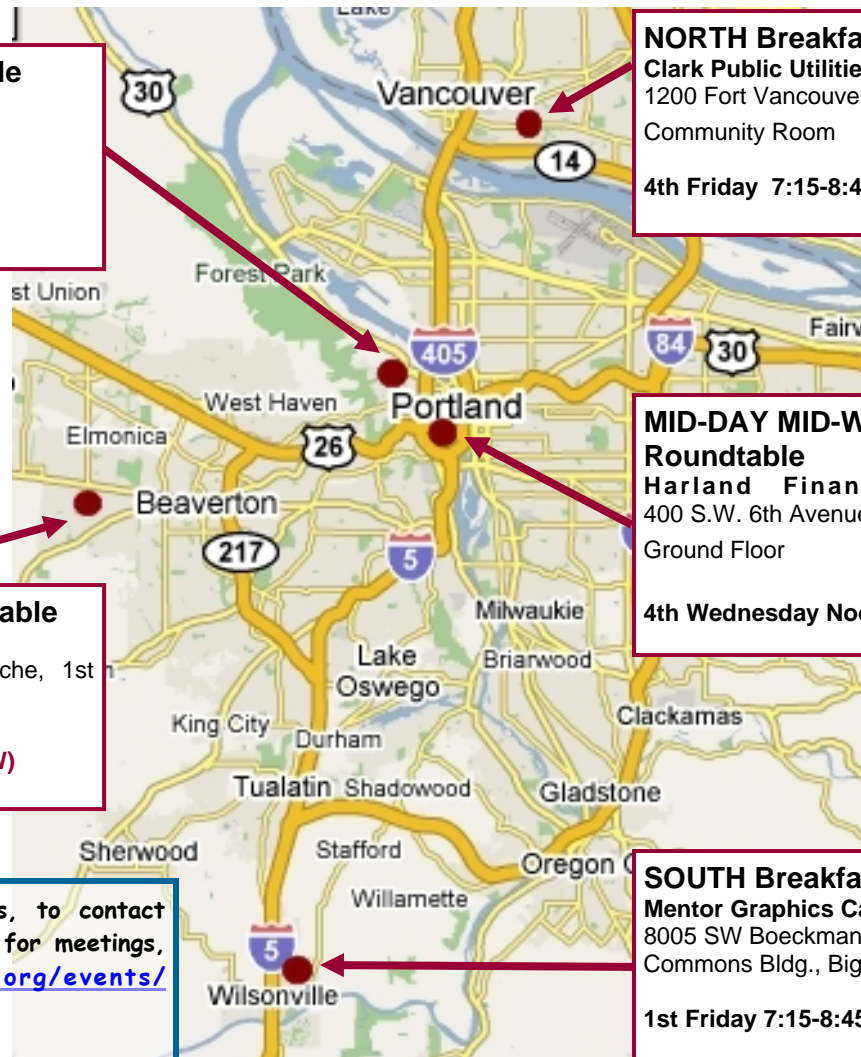 Lake
NORTH Breakfa
Clark Public Utilitie
1200 Fort Vancouve
Community Room
4th Friday 7:15-8:4
le
30
Vancouver
14
Forest Park
st Union
405
84
30
Fairv
West Haven
Portland
Elmonica
26
MID-DAY MID-W
Roundtable
Harland Finan
400 S.W. 6th Avenue
Ground Floor
4th Wednesday Noo
Beaverton
217
5
able
che, 1st
Milwaukie
Lake
Oswego
Briarwood
King City
Durham
Clackamas
Tualatin
Shadowood
Gladstone
Sherwood
Stafford
Oregon C
Willamette
SOUTH Breakfa
Mentor Graphics Ca
8005 SW Boeckman
Commons Bldg., Big
1st Friday 7:15-8:45
s, to contact
for meetings,
org/events/
5
Wilsonville